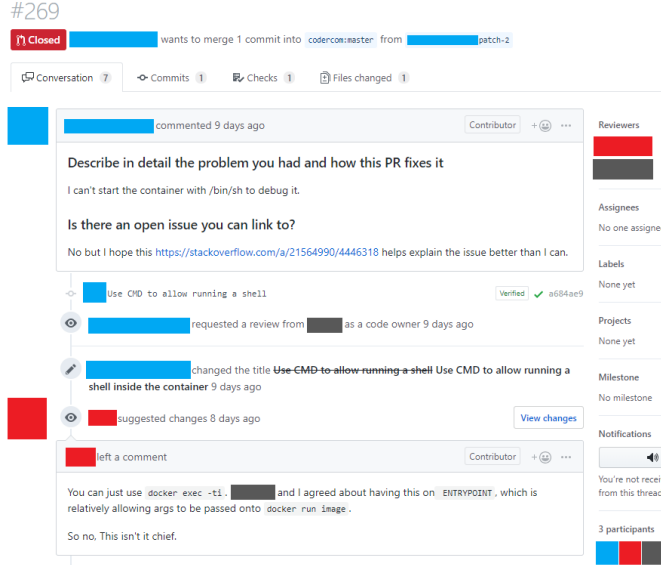 #269
Closed wants to merge 1 commit into codercom:master from patch-2
Conversation 7 Commits 1 Checks 1 Files changed 1
commented 9 days ago Contributor
Describe in detail the problem you had and how this PR fixes it
I can't start the container with /bin/sh to debug it.
Is there an open issue you can link to?
No but I hope this https://stackoverflow.com/a/21564990/4446318 helps explain the issue better than I can.
Use CMD to allow running a shell Verified a684ae9
requested a review from as a code owner 9 days ago
changed the title Use CMD to allow running a shell Use CMD to allow running a
shell inside the container 9 days ago
suggested changes 8 days ago View changes
left a comment Contributor
You can just use docker exec -ti. and I agreed about having this on ENTRYPOINT, which is
relatively allowing args to be passed onto docker run image.
So no, This isn't it chief.
Reviewers
Assignees
No one assigne
Labels
None yet
Projects
None yet
Milestone
No milestone
Notifications
You're not recei
from this thread
3 participants